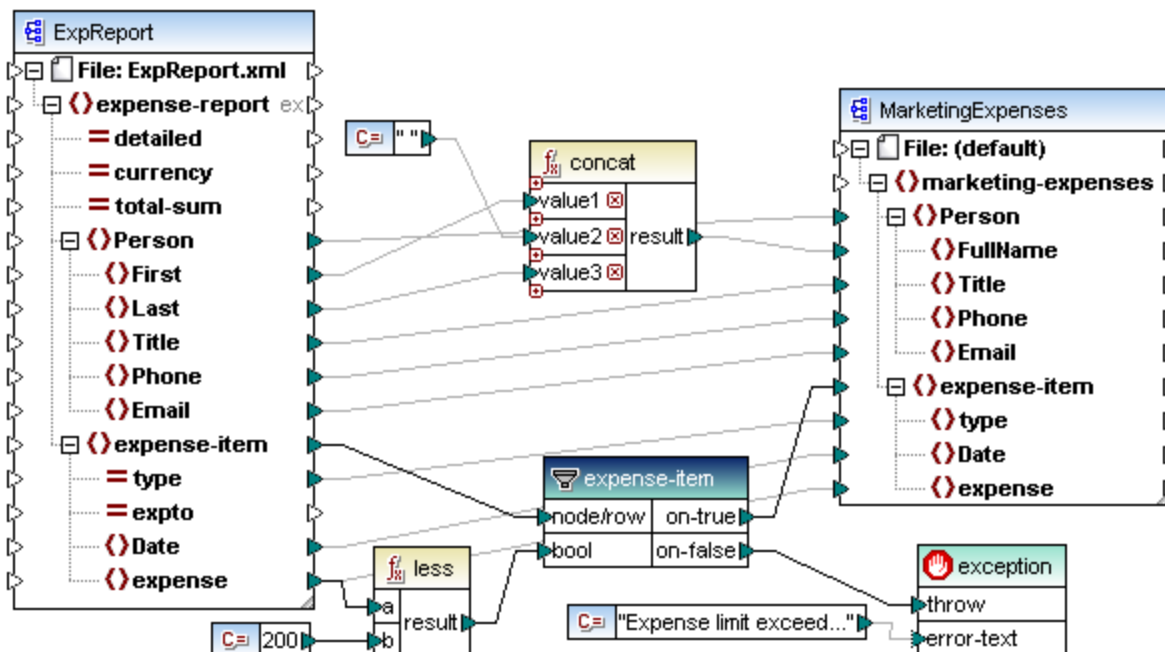 ExpReport
File: ExpReport.xml
expense-report ex
detailed
currency
total-sum
Person
First
Last
Title
Phone
Email
expense-item
type
expto
Date
expense
C= " "
fx concat
value1
value2 result
value3
MarketingExpenses
File: (default)
marketing-expenses
Person
FullName
Title
Phone
Email
expense-item
type
Date
expense
expense-item
node/row on-true
bool on-false
fx less
a
result
b
C= 200
C= "Expense limit exceed..."
exception
throw
error-text